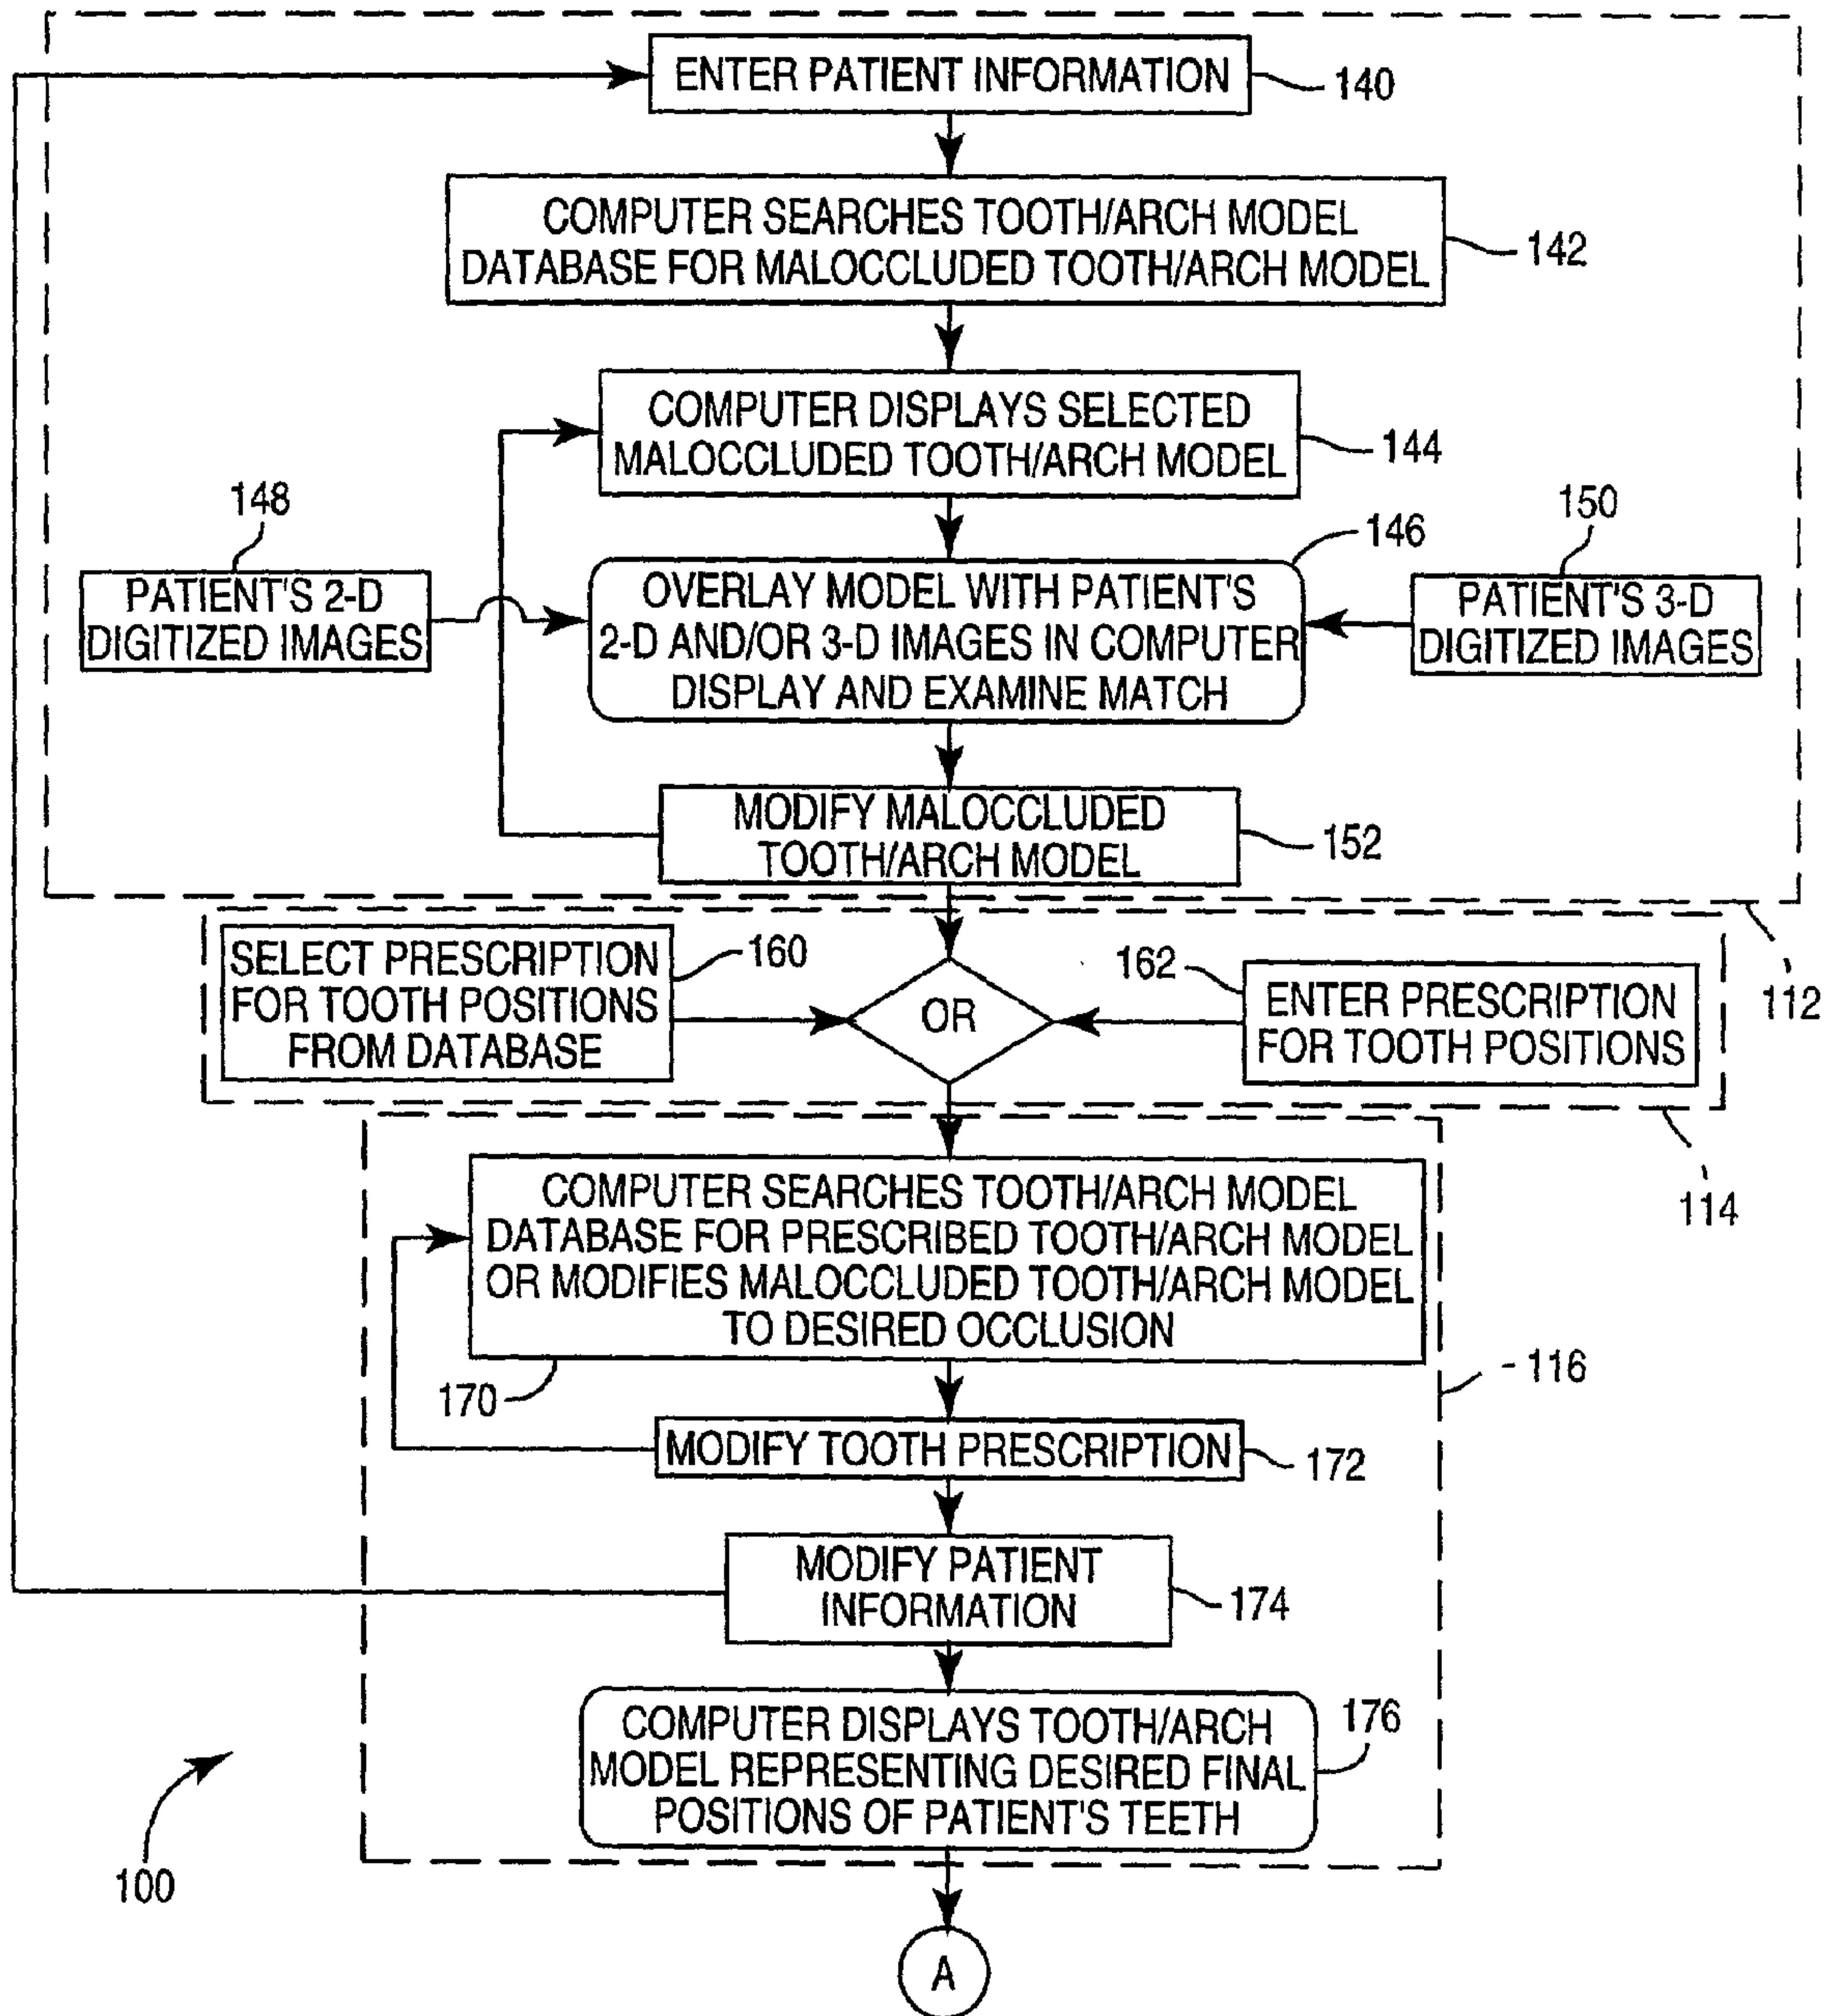 ENTER PATIENT INFORMATION
140
COMPUTER SEARCHES TOOTH/ARCH MODEL
DATABASE FOR MALOCCLUDED TOOTH/ARCH MODEL
142
COMPUTER DISPLAYS SELECTED
MALOCCLUDED TOOTH/ARCH MODEL
144
148
PATIENT'S 2-D
DIGITIZED IMAGES
146
OVERLAY MODEL WITH PATIENT'S
2-D AND/OR 3-D IMAGES IN COMPUTER
DISPLAY AND EXAMINE MATCH
150
PATIENT'S 3-D
DIGITIZED IMAGES
MODIFY MALOCCLUDED
TOOTH/ARCH MODEL
152
112
SELECT PRESCRIPTION
FOR TOOTH POSITIONS
FROM DATABASE
160
OR
162
ENTER PRESCRIPTION
FOR TOOTH POSITIONS
114
COMPUTER SEARCHES TOOTH/ARCH MODEL
DATABASE FOR PRESCRIBED TOOTH/ARCH MODEL
OR MODIFIES MALOCCLUDED TOOTH/ARCH MODEL
TO DESIRED OCCLUSION
170
116
MODIFY TOOTH PRESCRIPTION
172
MODIFY PATIENT
INFORMATION
174
COMPUTER DISPLAYS TOOTH/ARCH
MODEL REPRESENTING DESIRED FINAL
POSITIONS OF PATIENT'S TEETH
176
100
A